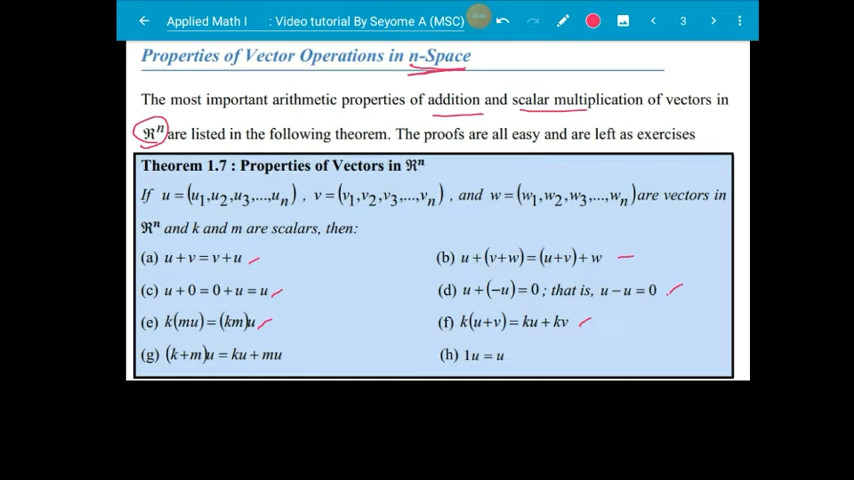 Applied Math I : Video tutorial By Seyome A (MSC)
3
Properties of Vector Operations in n-Space
The most important arithmetic properties of addition and scalar multiplication of vectors in
ℜⁿ are listed in the following theorem. The proofs are all easy and are left as exercises
Theorem 1.7 : Properties of Vectors in ℜⁿ
If u = (u₁,u₂,u₃,...,uₙ) , v = (v₁,v₂,v₃,...,vₙ) , and w = (w₁,w₂,w₃,...,wₙ) are vectors in
ℜⁿ and k and m are scalars, then:
(a) u + v = v + u (b) u + (v + w) = (u + v) + w
(c) u + 0 = 0 + u = u (d) u + (−u) = 0 ; that is, u − u = 0
(e) k(mu) = (km)u (f) k(u + v) = ku + kv
(g) (k + m)u = ku + mu (h) 1u = u